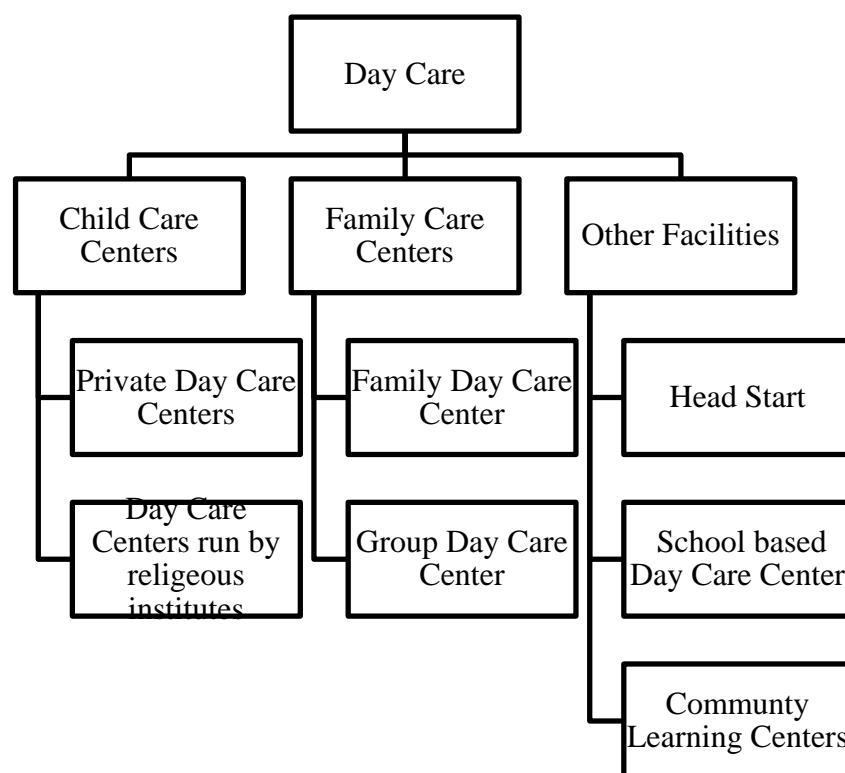 Day Care
Child Care
Centers
Family Care
Centers
Other Facilities
Private Day Care
Centers
Family Day Care
Center
Head Start
Day Care
Centers run by
religeous
institutes
Group Day Care
Center
School based
Day Care Center
Communty
Learning Centers